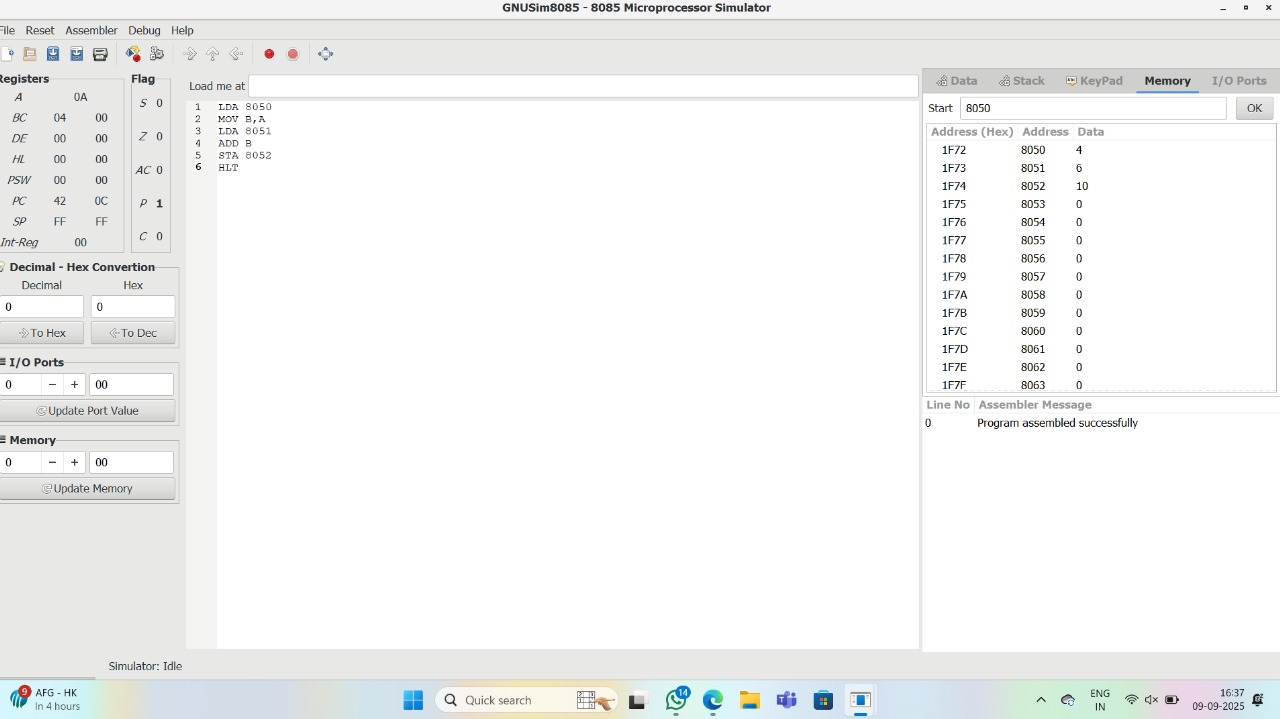 GNUSim8085 - 8085 Microprocessor Simulator
File Reset Assembler Debug Help
Registers
A 0A
BC 04 00
DE 00 00
HL 00 00
PSW 00 00
PC 42 0C
SP FF FF
Int-Reg 00
Flag
S 0
Z 0
AC 0
P 1
C 0
Decimal - Hex Convertion
Decimal Hex
0 0
To Hex To Dec
I/O Ports
0 − + 00
Update Port Value
Memory
0 − + 00
Update Memory
Load me at
1 LDA 8050
2 MOV B,A
3 LDA 8051
4 ADD B
5 STA 8052
6 HLT
Data Stack KeyPad Memory I/O Ports
Start 8050 OK
Address (Hex) Address Data
1F72 8050 4
1F73 8051 6
1F74 8052 10
1F75 8053 0
1F76 8054 0
1F77 8055 0
1F78 8056 0
1F79 8057 0
1F7A 8058 0
1F7B 8059 0
1F7C 8060 0
1F7D 8061 0
1F7E 8062 0
1F7F 8063 0
Line No Assembler Message
0 Program assembled successfully
Simulator: Idle
9 AFG - HK
In 4 hours
Quick search
14
ENG
IN
16:37
09-09-2025